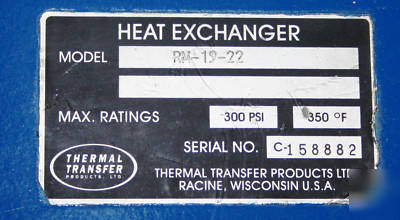 HEAT EXCHANGER
MODEL RM-19-22
MAX. RATINGS 300 PSI 350 °F
SERIAL NO. C-158882
THERMAL TRANSFER PRODUCTS, LTD.
THERMAL TRANSFER PRODUCTS LTD
RACINE, WISCONSIN U.S.A.